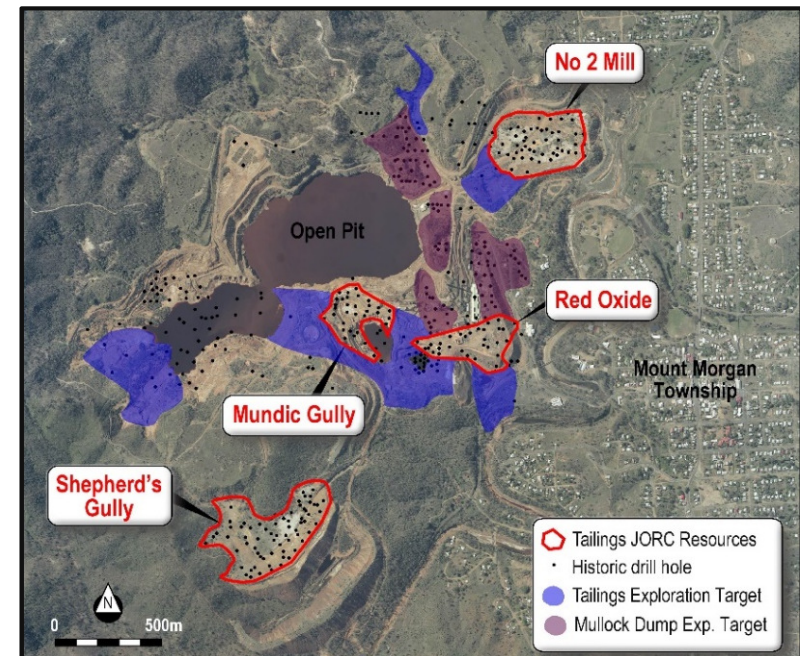 No 2 Mill
Open Pit
Red Oxide
Mount Morgan
Township
Mundic Gully
Shepherd's
Gully
N
0 500m
Tailings JORC Resources
Historic drill hole
Tailings Exploration Target
Mullock Dump Exp. Target